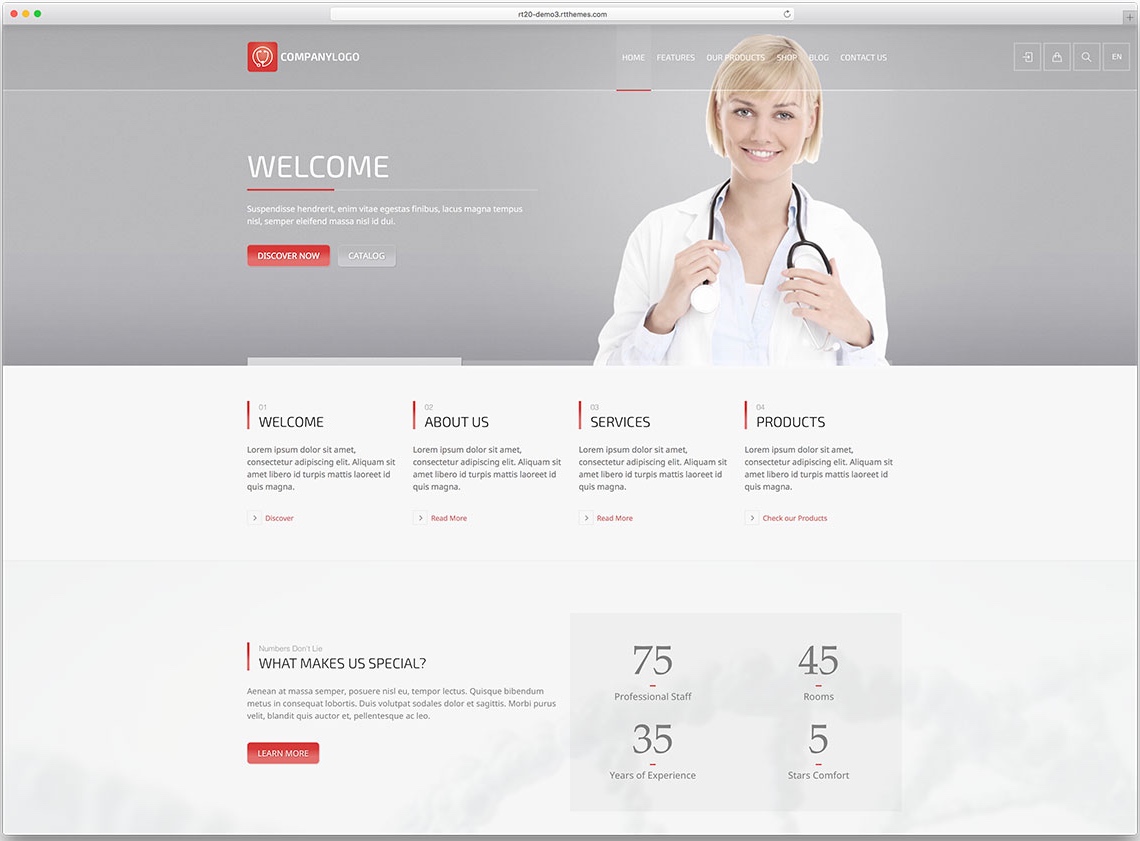 rt20-demo3.rtthemes.com
COMPANYLOGO
HOME FEATURES OUR PRODUCTS SHOP BLOG CONTACT US
EN
WELCOME
Suspendisse hendrerit, enim vitae egestas finibus, lacus magna tempus
nisl, semper eleifend massa nisl id dui.
DISCOVER NOW CATALOG
01
WELCOME
Lorem ipsum dolor sit amet,
consectetur adipiscing elit. Aliquam sit
amet libero id turpis mattis laoreet id
quis magna.
Discover
02
ABOUT US
Lorem ipsum dolor sit amet,
consectetur adipiscing elit. Aliquam sit
amet libero id turpis mattis laoreet id
quis magna.
Read More
03
SERVICES
Lorem ipsum dolor sit amet,
consectetur adipiscing elit. Aliquam sit
amet libero id turpis mattis laoreet id
quis magna.
Read More
04
PRODUCTS
Lorem ipsum dolor sit amet,
consectetur adipiscing elit. Aliquam sit
amet libero id turpis mattis laoreet id
quis magna.
Check our Products
Numbers Don't Lie
WHAT MAKES US SPECIAL?
Aenean at massa semper, posuere nisl eu, tempor lectus. Quisque bibendum
metus in consequat lobortis. Duis volutpat sodales dolor et sagittis. Morbi purus
velit, blandit quis auctor et, pellentesque ac leo.
LEARN MORE
75
Professional Staff
45
Rooms
35
Years of Experience
5
Stars Comfort